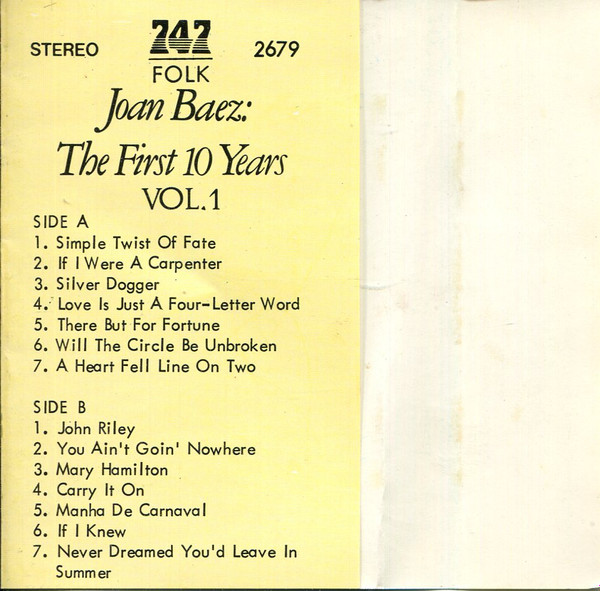 STEREO 747 2679
FOLK
Joan Baez:
The First 10 Years
VOL.1
SIDE A
1. Simple Twist Of Fate
2. If I Were A Carpenter
3. Silver Dogger
4. Love Is Just A Four-Letter Word
5. There But For Fortune
6. Will The Circle Be Unbroken
7. A Heart Fell Line On Two
SIDE B
1. John Riley
2. You Ain't Goin' Nowhere
3. Mary Hamilton
4. Carry It On
5. Manha De Carnaval
6. If I Knew
7. Never Dreamed You'd Leave In
Summer